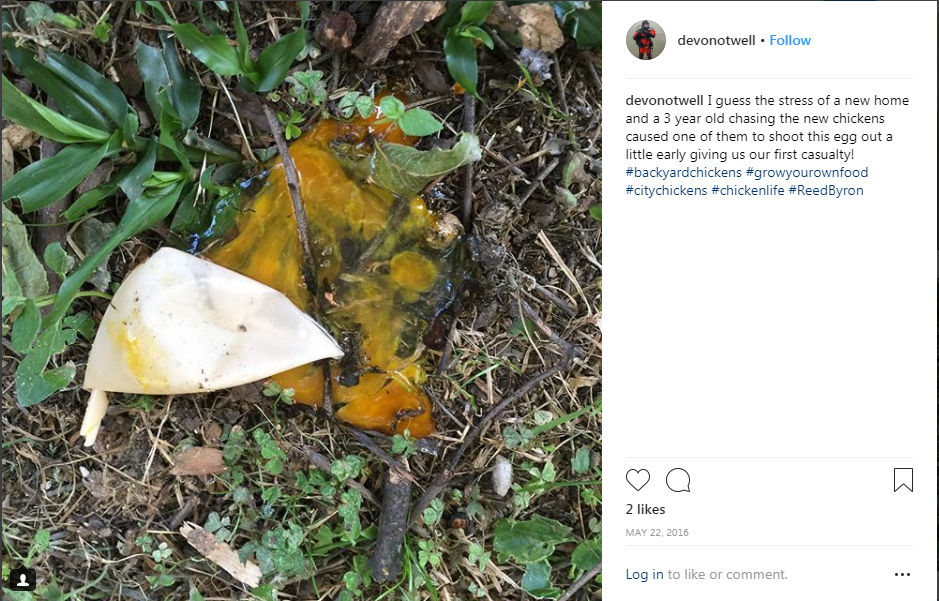 devonotwell • Follow
devonotwell I guess the stress of a new home
and a 3 year old chasing the new chickens
caused one of them to shoot this egg out a
little early giving us our first casualty!
#backyardchickens #growyourownfood
#citychickens #chickenlife #ReedByron
2 likes
MAY 22, 2016
Log in to like or comment.